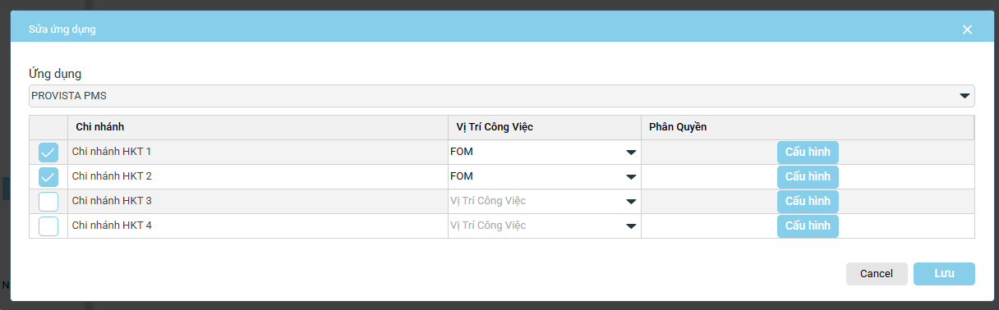 Sửa ứng dụng
Ứng dụng
PROVISTA PMS
Chi nhánh Vị Trí Công Việc Phân Quyền
Chi nhánh HKT 1 FOM Cấu hình
Chi nhánh HKT 2 FOM Cấu hình
Chi nhánh HKT 3 Vị Trí Công Việc Cấu hình
Chi nhánh HKT 4 Vị Trí Công Việc Cấu hình
Cancel Lưu
N